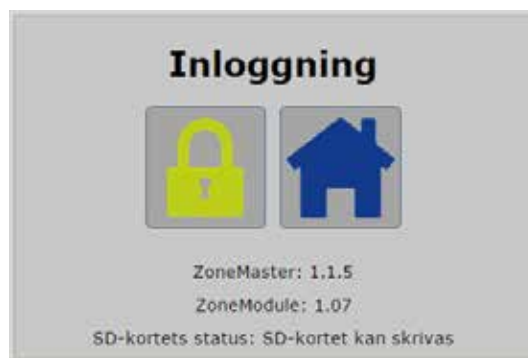 Inloggning
ZoneMaster: 1.1.5
ZoneModule: 1.07
SD-kortets status: SD-kortet kan skrivas